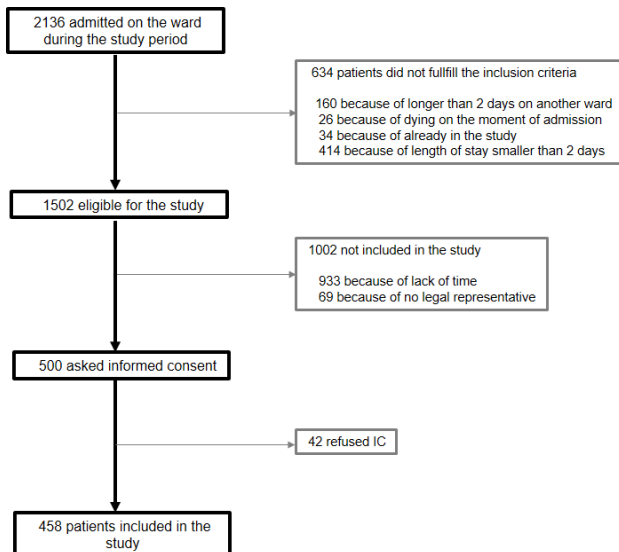 2136 admitted on the ward
during the study period
634 patients did not fullfill the inclusion criteria
160 because of longer than 2 days on another ward
26 because of dying on the moment of admission
34 because of already in the study
414 because of length of stay smaller than 2 days
1502 eligible for the study
1002 not included in the study
933 because of lack of time
69 because of no legal representative
500 asked informed consent
42 refused IC
458 patients included in the
study